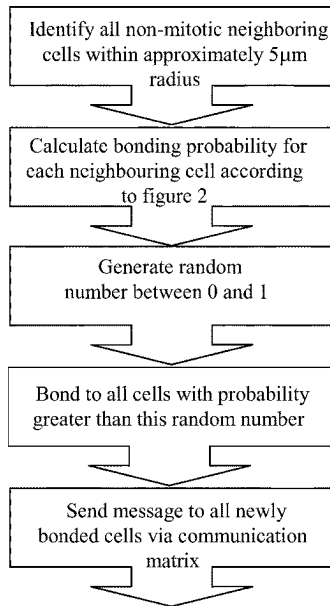 Identify all non-mitotic neighboring
cells within approximately 5µm
radius
Calculate bonding probability for
each neighbouring cell according
to figure 2
Generate random
number between 0 and 1
Bond to all cells with probability
greater than this random number
Send message to all newly
bonded cells via communication
matrix